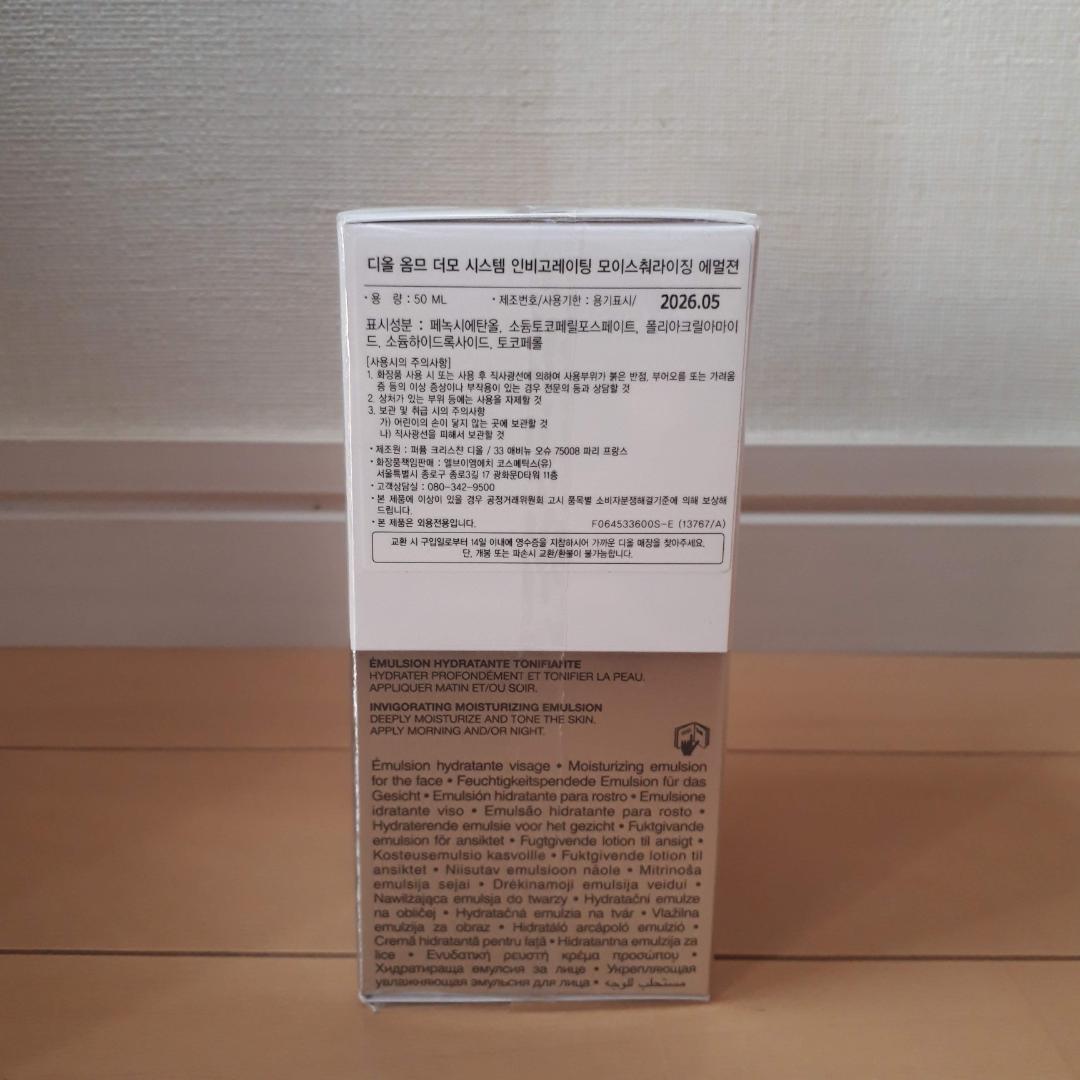 디올 옴므 더모 시스템 인비고레이팅 모이스춰라이징 에멀젼
· 용 량 : 50 ML · 제조번호/사용기한 : 용기표시/ 2026.05
표시성분 : 페녹시에탄올, 소듐토코페릴포스페이트, 폴리아크릴아마이
드, 소듐하이드록사이드, 토코페롤
[사용시의 주의사항]
1. 화장품 사용 시 또는 사용 후 직사광선에 의하여 사용부위가 붉은 반점, 부어오름 또는 가려움
증 등의 이상 증상이나 부작용이 있는 경우 전문의 등과 상담할 것
2. 상처가 있는 부위 등에는 사용을 자제할 것
3. 보관 및 취급 시의 주의사항
가) 어린이의 손이 닿지 않는 곳에 보관할 것
나) 직사광선을 피해서 보관할 것
· 제조원 : 퍼퓸 크리스챤 디올 / 33 애비뉴 오슈 75008 파리 프랑스
· 화장품책임판매 : 엘브이엠에치 코스메틱스(유)
서울특별시 종로구 종로3길 17 광화문D타워 11층
· 고객상담실 : 080-342-9500
· 본 제품에 이상이 있을 경우 공정거래위원회 고시 품목별 소비자분쟁해결기준에 의해 보상해
드립니다.
· 본 제품은 외용전용입니다. F064533600S-E (13767/A)
교환 시 구입일로부터 14일 이내에 영수증을 지참하시어 가까운 디올 매장을 찾아주세요.
단, 개봉 또는 파손시 교환/환불이 불가능합니다.
ÉMULSION HYDRATANTE TONIFIANTE
HYDRATER PROFONDÉMENT ET TONIFIER LA PEAU.
APPLIQUER MATIN ET/OU SOIR.
INVIGORATING MOISTURIZING EMULSION
DEEPLY MOISTURIZE AND TONE THE SKIN.
APPLY MORNING AND/OR NIGHT.
Émulsion hydratante visage • Moisturizing emulsion
for the face • Feuchtigkeitspendede Emulsion für das
Gesicht • Emulsión hidratante para rostro • Emulsione
idratante viso • Emulsão hidratante para rosto •
Hydraterende emulsie voor het gezicht • Fuktgivande
emulsion för ansiktet • Fugtgivende lotion til ansigt •
Kosteusemulsio kasvoille • Fuktgivende lotion til
ansiktet • Niisutav emulsioon näole • Mitrinoša
emulsija sejai • Drėkinamoji emulsija veidui •
Nawilżająca emulsja do twarzy • Hydratační emulze
na obličej • Hydratačná emulzia na tvár • Vlažilna
emulzija za obraz • Hidratáló arcápoló emulzió •
Cremă hidratantă pentru față • Hidratantna emulzija za
lice • Ενυδατική ρευστή κρέμα προσώπου •
Хидратираща емулсия за лице • Укрепляющая
увлажняющая эмульсия для лица • مستحلب للوجه